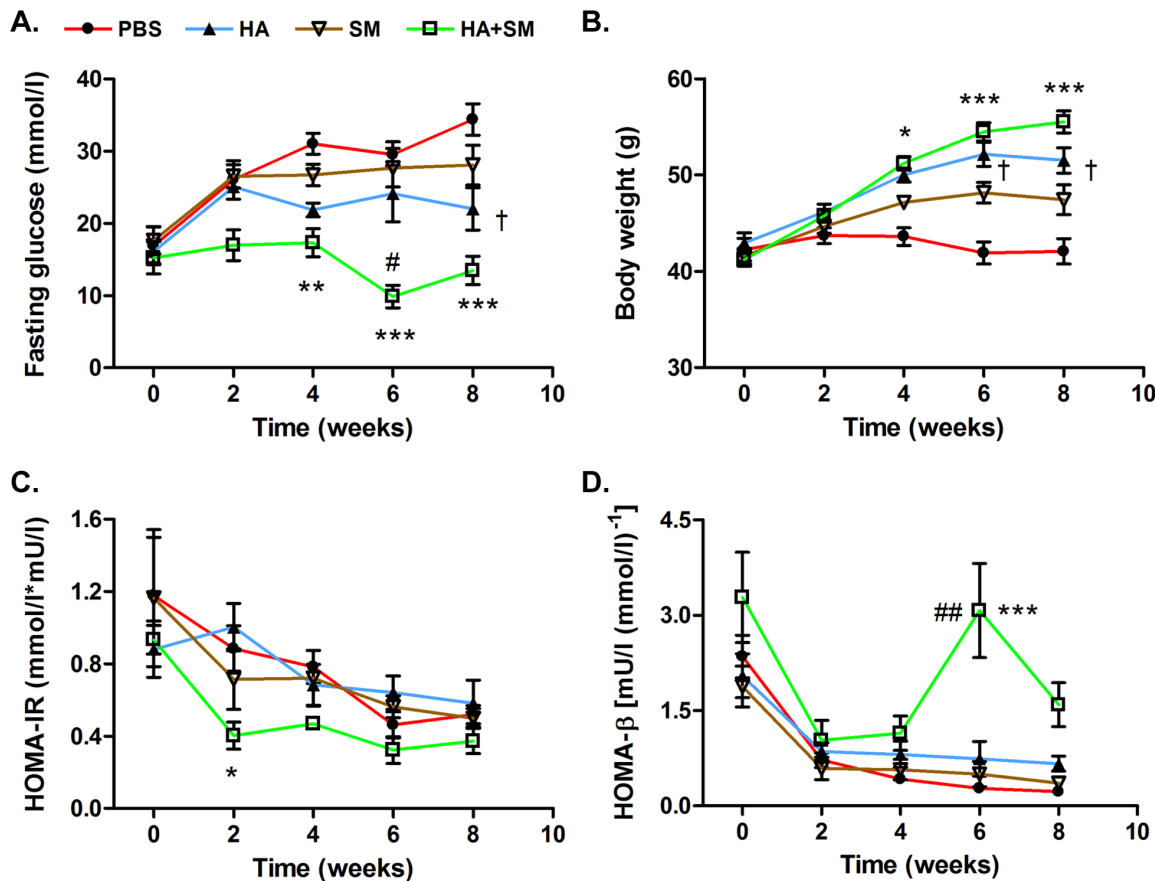 A.
PBS HA SM HA+SM
Fasting glucose (mmol/l)
40
30
20
10
0
†
#
**
***
***
0 2 4 6 8 10
Time (weeks)
B.
Body weight (g)
60
50
40
30
*
***
***
†
†
0 2 4 6 8 10
Time (weeks)
C.
HOMA-IR (mmol/l*mU/l)
1.6
1.2
0.8
0.4
0.0
*
0 2 4 6 8 10
Time (weeks)
D.
HOMA-β [mU/l (mmol/l)⁻¹]
4.5
3.0
1.5
0.0
## ***
0 2 4 6 8 10
Time (weeks)